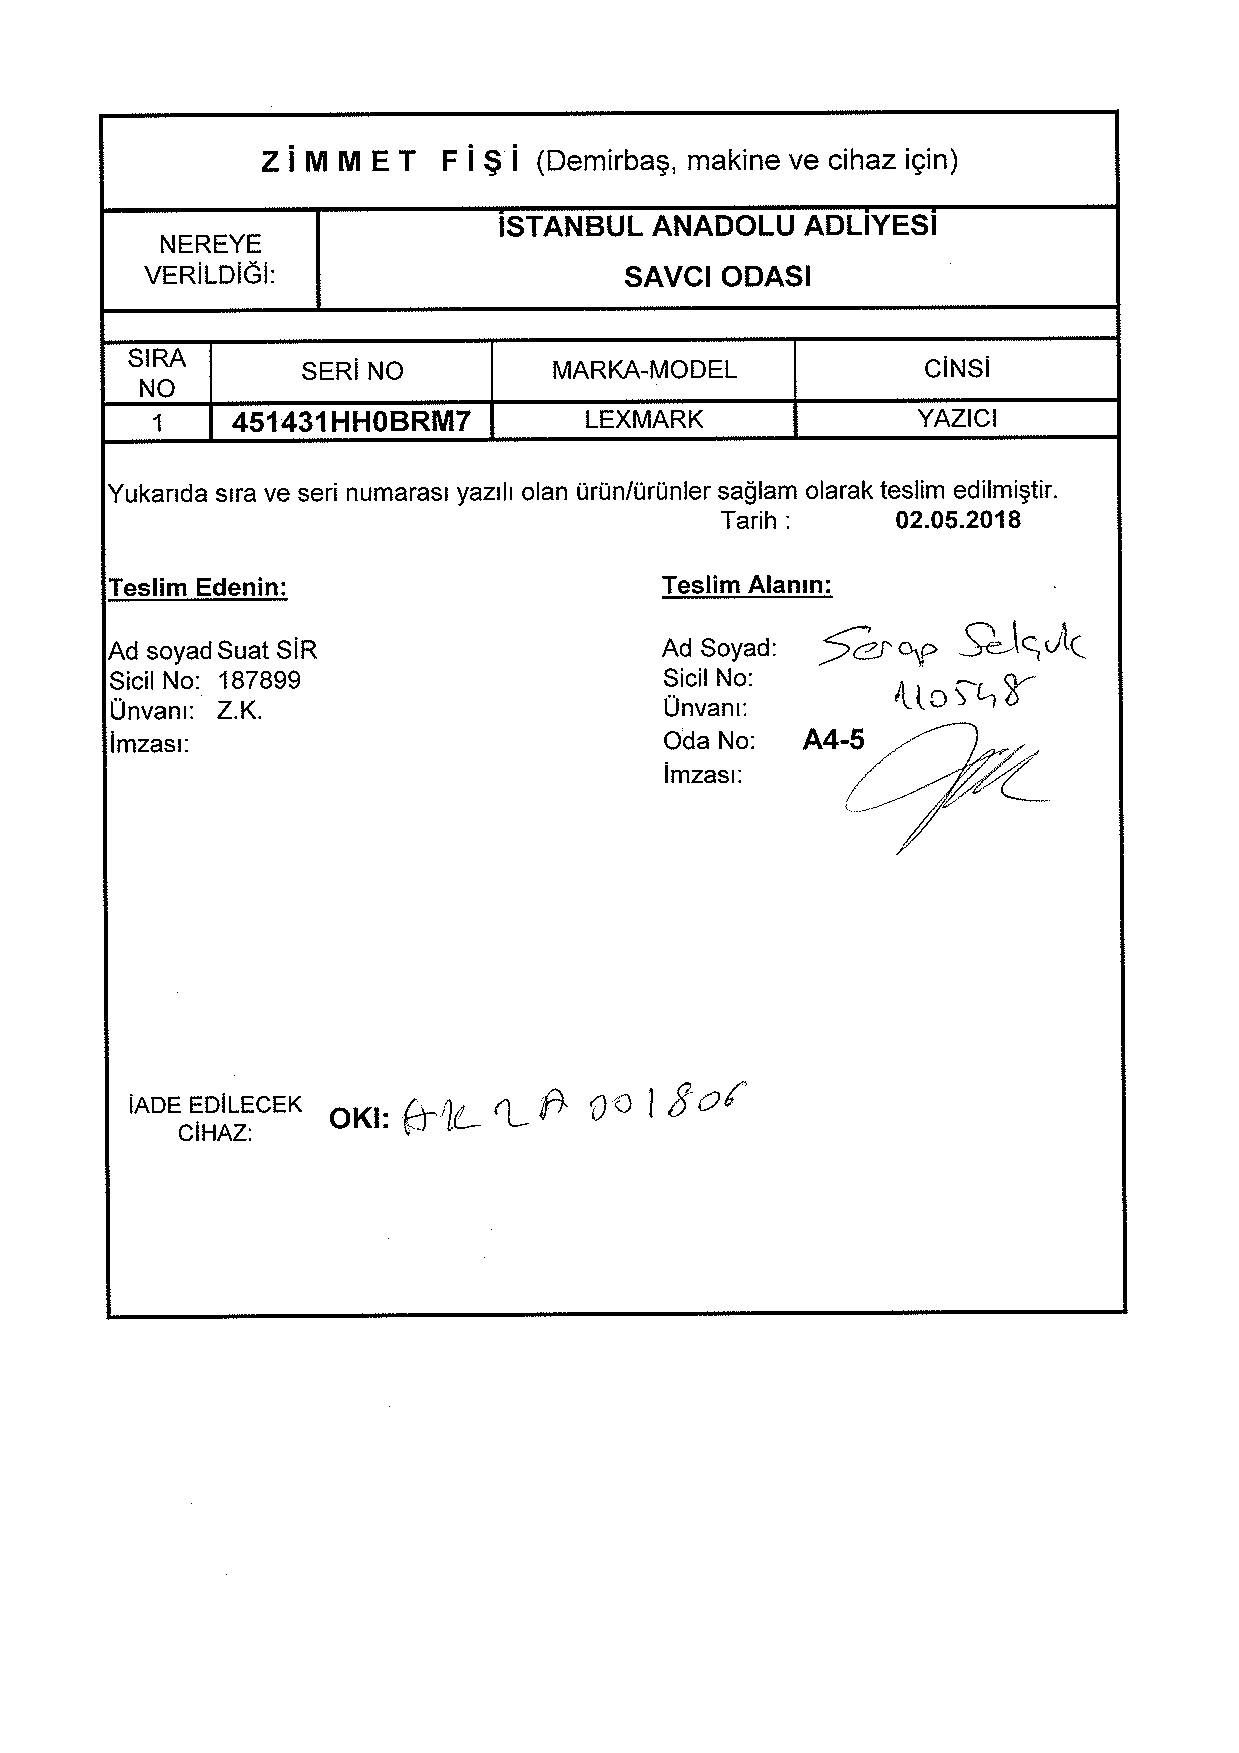 ZİMMET FİŞİ (Demirbaş, makine ve cihaz için)
NEREYE VERİLDİĞİ:
İSTANBUL ANADOLU ADLİYESİ
SAVCI ODASI
SIRA NO SERİ NO MARKA-MODEL CİNSİ
1 451431HH0BRM7 LEXMARK YAZICI
Yukarıda sıra ve seri numarası yazılı olan ürün/ürünler sağlam olarak teslim edilmiştir.
Tarih : 02.05.2018
Teslim Edenin:
Ad soyad Suat SİR
Sicil No: 187899
Ünvanı: Z.K.
İmzası:
Teslim Alanın:
Ad Soyad: Serap Selçuk
Sicil No: 110548
Ünvanı:
Oda No: A4-5
İmzası:
İADE EDİLECEK CİHAZ:
OKI: AK2A001806